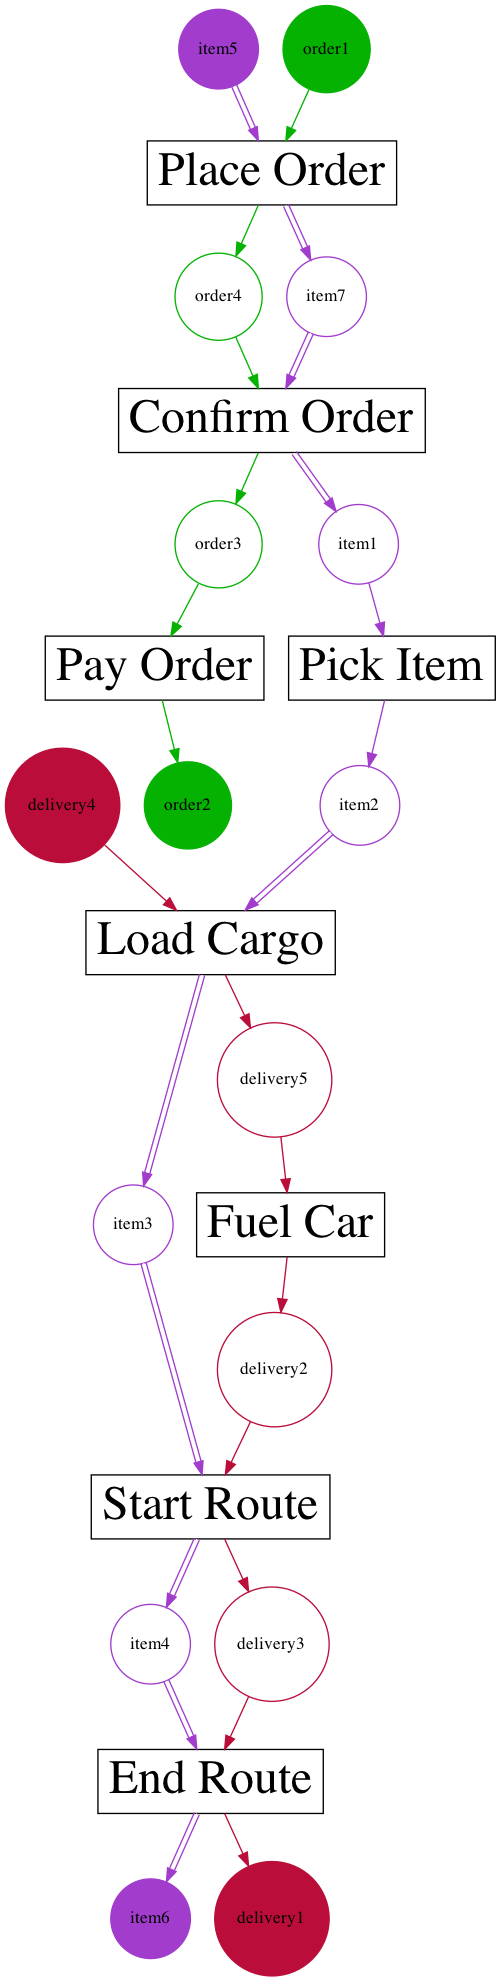 item5
order1
Place Order
order4
item7
Confirm Order
order3
item1
Pay Order
Pick Item
delivery4
order2
item2
Load Cargo
delivery5
item3
Fuel Car
delivery2
Start Route
item4
delivery3
End Route
item6
delivery1